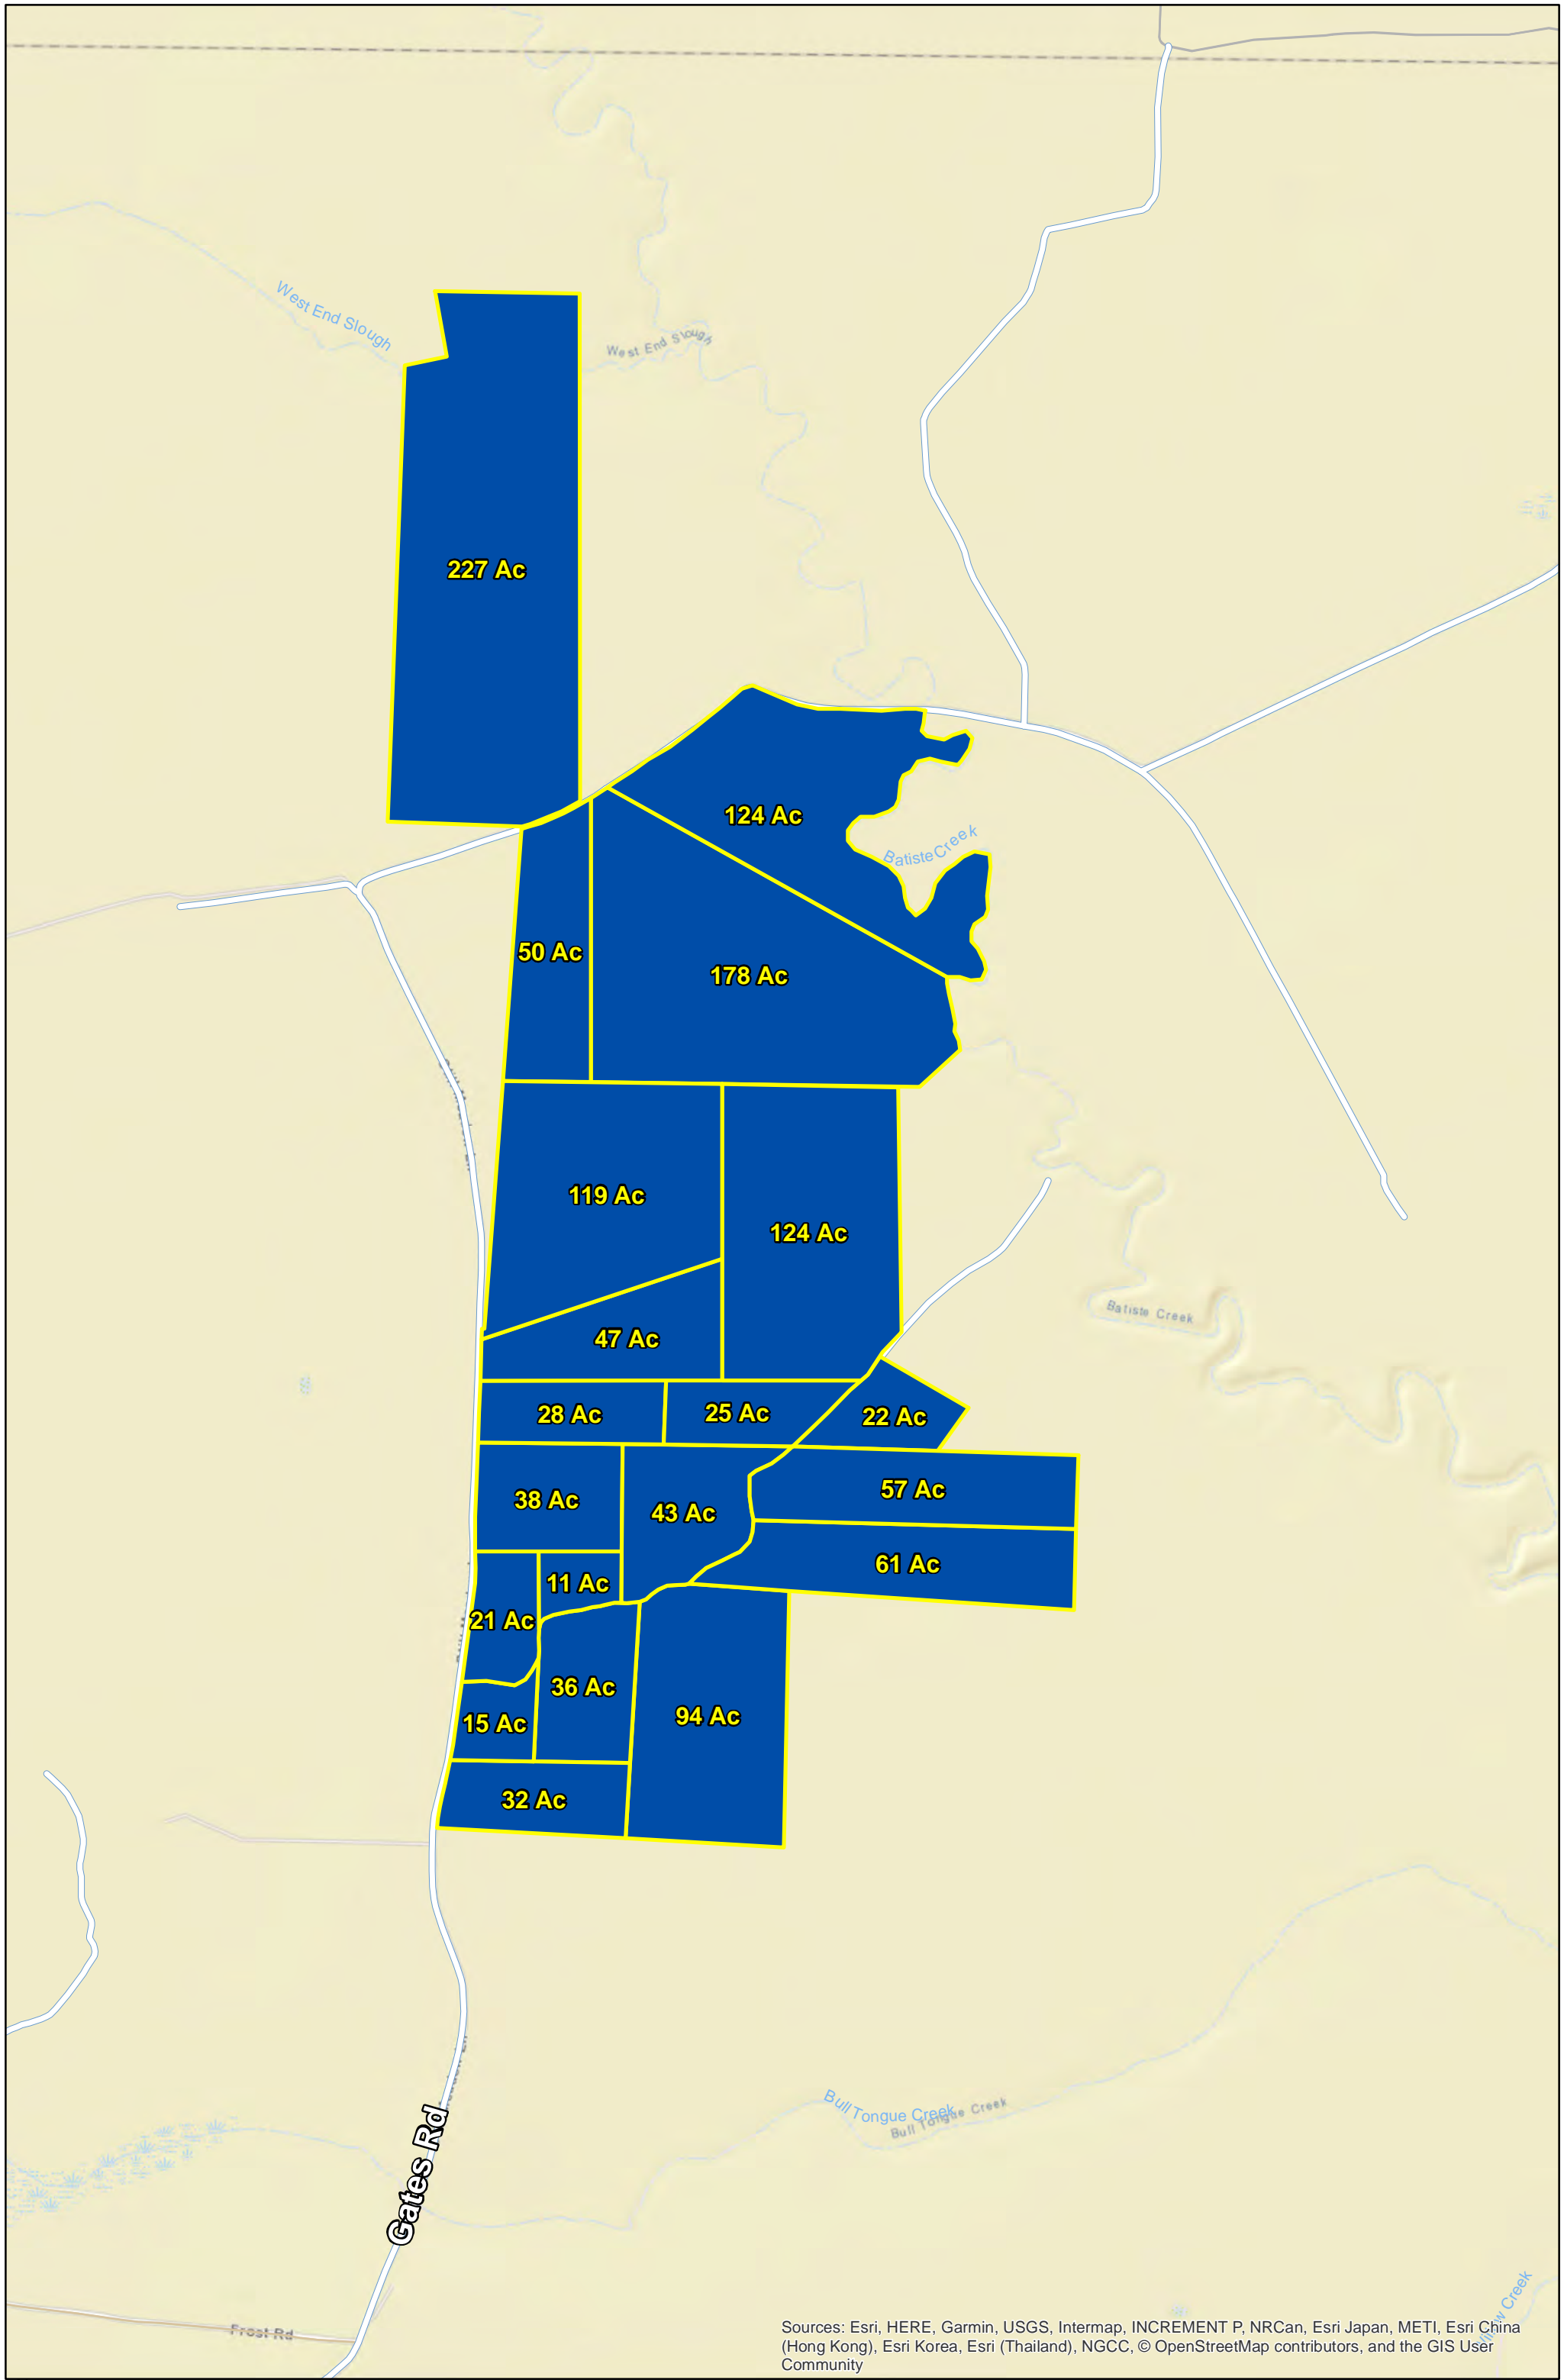 West End Slough
West End Slough
227 Ac
124 Ac
Batiste Creek
50 Ac
178 Ac
119 Ac
124 Ac
Batiste Creek
47 Ac
28 Ac
25 Ac
22 Ac
57 Ac
38 Ac
43 Ac
61 Ac
11 Ac
21 Ac
36 Ac
94 Ac
15 Ac
32 Ac
Bull Tongue Creek
Bull Tongue Creek
Gates Rd
Creek
Frost Rd
Sources: Esri, HERE, Garmin, USGS, Intermap, INCREMENT P, NRCan, Esri Japan, METI, Esri China
(Hong Kong), Esri Korea, Esri (Thailand), NGCC, © OpenStreetMap contributors, and the GIS User
Community